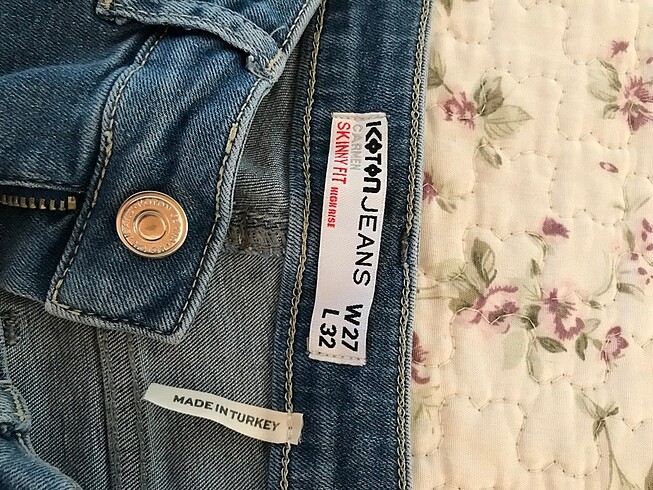 KOTON JEANS W27
CARMEN L32
SKINNY FIT HIGH RISE
MADE IN TURKEY